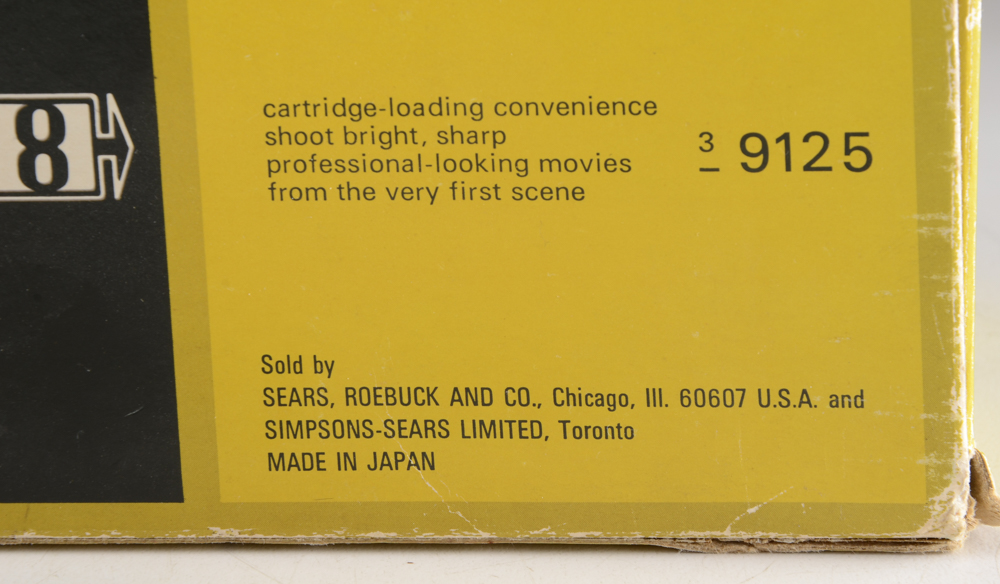 8
cartridge-loading convenience
shoot bright, sharp
professional-looking movies
from the very first scene
3 9125
Sold by
SEARS, ROEBUCK AND CO., Chicago, Ill. 60607 U.S.A. and
SIMPSONS-SEARS LIMITED, Toronto
MADE IN JAPAN